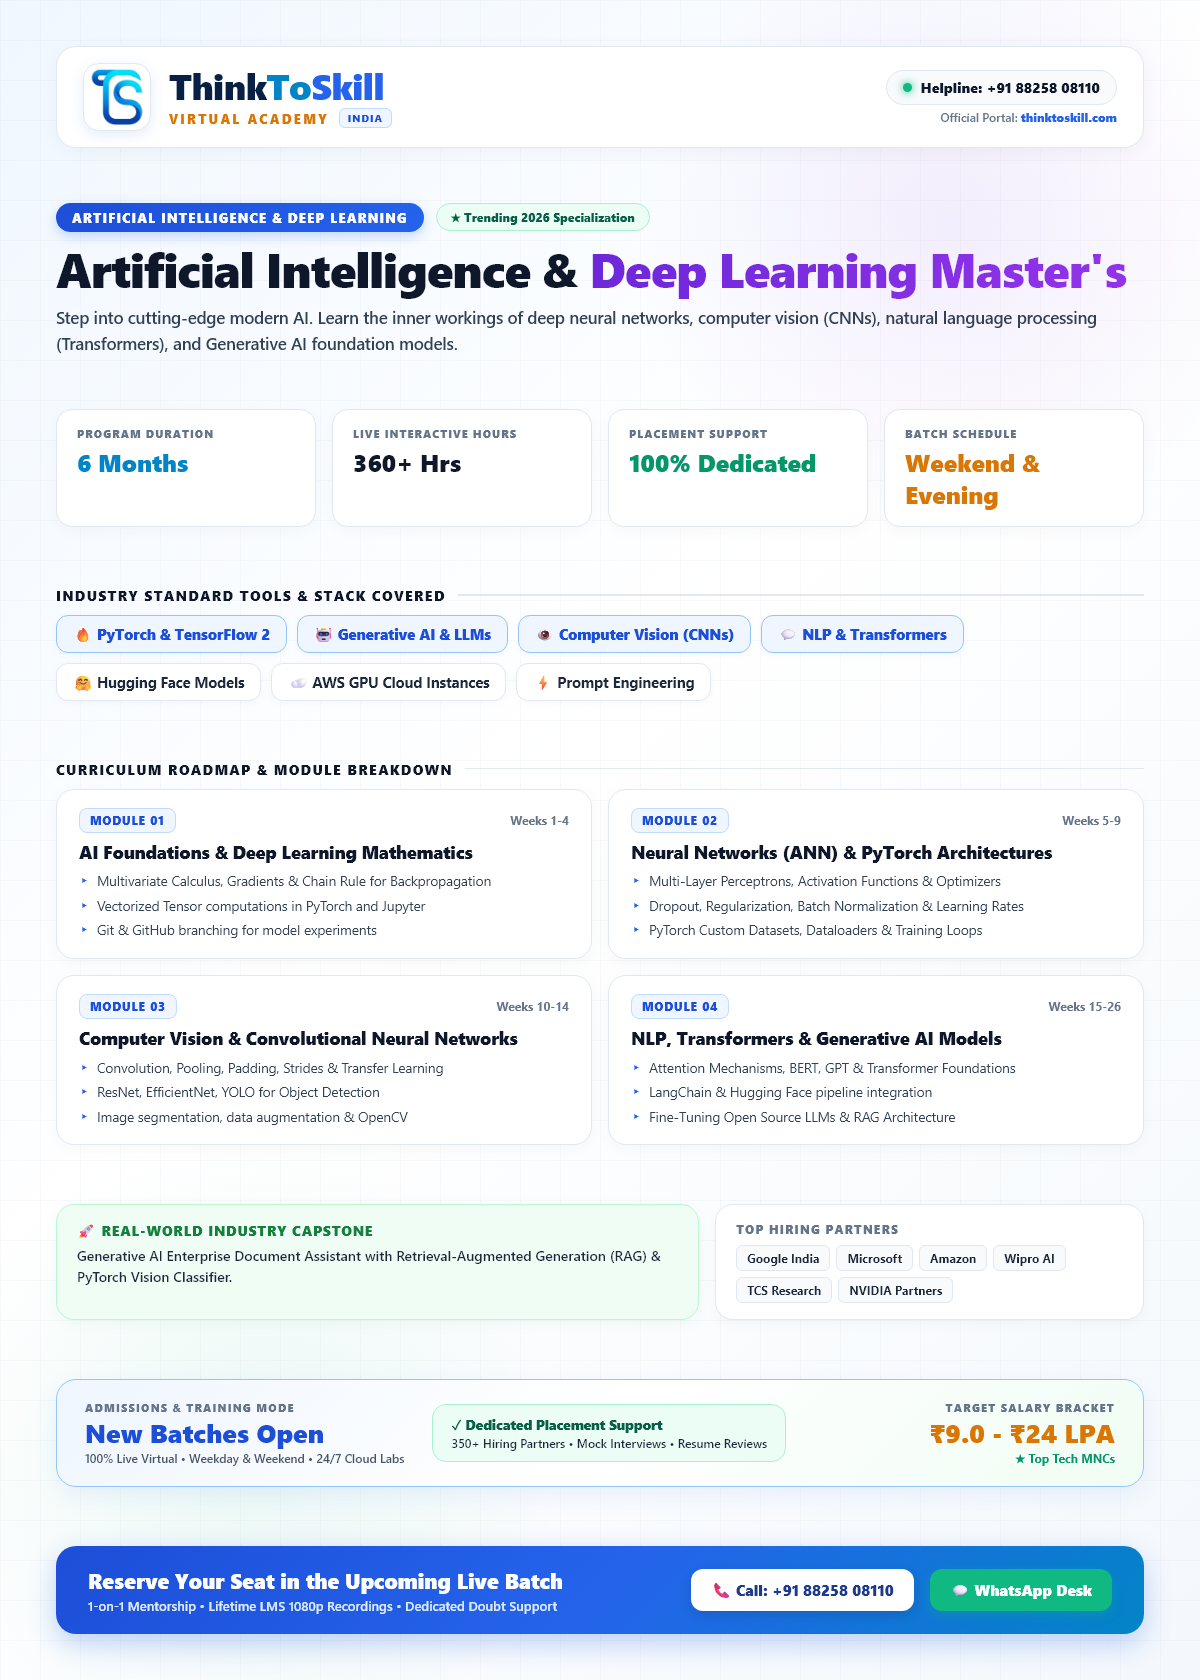 ThinkToSkill
VIRTUAL ACADEMY INDIA
Helpline: +91 88258 08110
Official Portal: thinktoskill.com
ARTIFICIAL INTELLIGENCE & DEEP LEARNING
★ Trending 2026 Specialization
Artificial Intelligence & Deep Learning Master's
Step into cutting-edge modern AI. Learn the inner workings of deep neural networks, computer vision (CNNs), natural language processing
(Transformers), and Generative AI foundation models.
PROGRAM DURATION
6 Months
LIVE INTERACTIVE HOURS
360+ Hrs
PLACEMENT SUPPORT
100% Dedicated
BATCH SCHEDULE
Weekend &
Evening
INDUSTRY STANDARD TOOLS & STACK COVERED
🔥 PyTorch & TensorFlow 2
🤖 Generative AI & LLMs
👁 Computer Vision (CNNs)
💬 NLP & Transformers
🤗 Hugging Face Models
☁ AWS GPU Cloud Instances
⚡ Prompt Engineering
CURRICULUM ROADMAP & MODULE BREAKDOWN
MODULE 01
Weeks 1-4
AI Foundations & Deep Learning Mathematics
‣ Multivariate Calculus, Gradients & Chain Rule for Backpropagation
‣ Vectorized Tensor computations in PyTorch and Jupyter
‣ Git & GitHub branching for model experiments
MODULE 02
Weeks 5-9
Neural Networks (ANN) & PyTorch Architectures
‣ Multi-Layer Perceptrons, Activation Functions & Optimizers
‣ Dropout, Regularization, Batch Normalization & Learning Rates
‣ PyTorch Custom Datasets, Dataloaders & Training Loops
MODULE 03
Weeks 10-14
Computer Vision & Convolutional Neural Networks
‣ Convolution, Pooling, Padding, Strides & Transfer Learning
‣ ResNet, EfficientNet, YOLO for Object Detection
‣ Image segmentation, data augmentation & OpenCV
MODULE 04
Weeks 15-26
NLP, Transformers & Generative AI Models
‣ Attention Mechanisms, BERT, GPT & Transformer Foundations
‣ LangChain & Hugging Face pipeline integration
‣ Fine-Tuning Open Source LLMs & RAG Architecture
🚀 REAL-WORLD INDUSTRY CAPSTONE
Generative AI Enterprise Document Assistant with Retrieval-Augmented Generation (RAG) &
PyTorch Vision Classifier.
TOP HIRING PARTNERS
Google India
Microsoft
Amazon
Wipro AI
TCS Research
NVIDIA Partners
ADMISSIONS & TRAINING MODE
New Batches Open
100% Live Virtual • Weekday & Weekend • 24/7 Cloud Labs
✓ Dedicated Placement Support
350+ Hiring Partners • Mock Interviews • Resume Reviews
TARGET SALARY BRACKET
₹9.0 - ₹24 LPA
★ Top Tech MNCs
Reserve Your Seat in the Upcoming Live Batch
1-on-1 Mentorship • Lifetime LMS 1080p Recordings • Dedicated Doubt Support
📞 Call: +91 88258 08110
💬 WhatsApp Desk